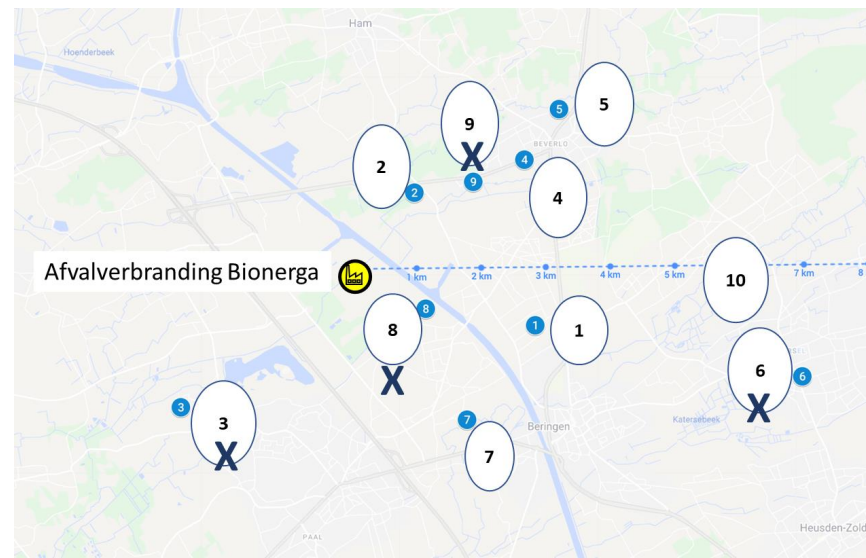 Ham
Hoenderbeek
5
5
9
BEVERLO
4
2
2
9
4
Afvalverbranding Bionerga
1 km
2 km
3 km
4 km
5 km
7 km
8
10
8
8
1
1
6
6
3
3
X
X
X
X
7
7
Beringen
Katersebeek
PAAL
Heusden-Zold